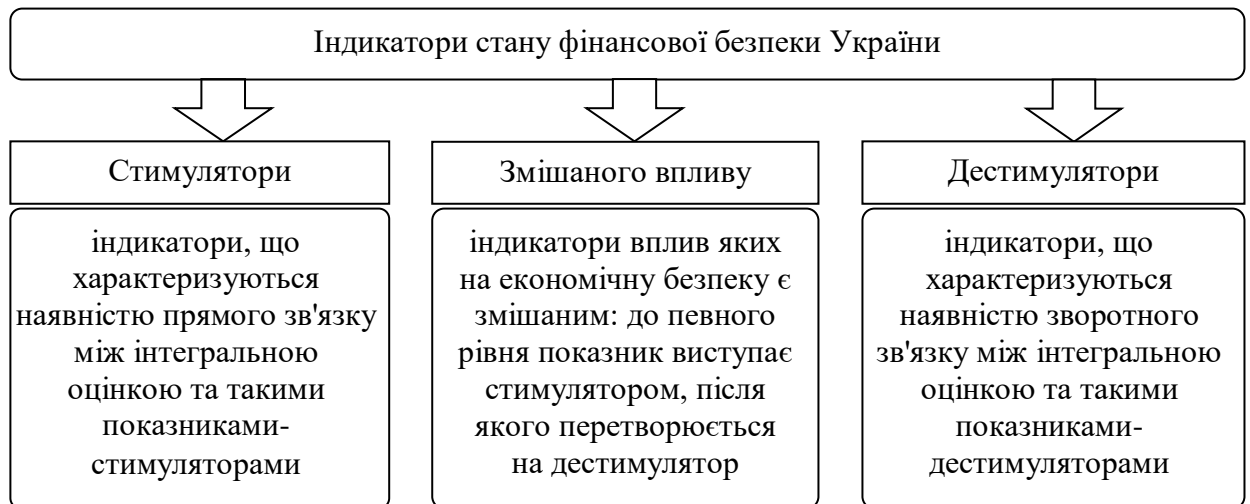 Індикатори стану фінансової безпеки України
Стимулятори
індикатори, що
характеризуються
наявністю прямого зв'язку
між інтегральною
оцінкою та такими
показниками-
стимуляторами
Змішаного впливу
індикатори вплив яких
на економічну безпеку є
змішаним: до певного
рівня показник виступає
стимулятором, після
якого перетворюється
на дестимулятор
Дестимулятори
індикатори, що
характеризуються
наявністю зворотного
зв'язку між інтегральною
оцінкою та такими
показниками-
дестимуляторами